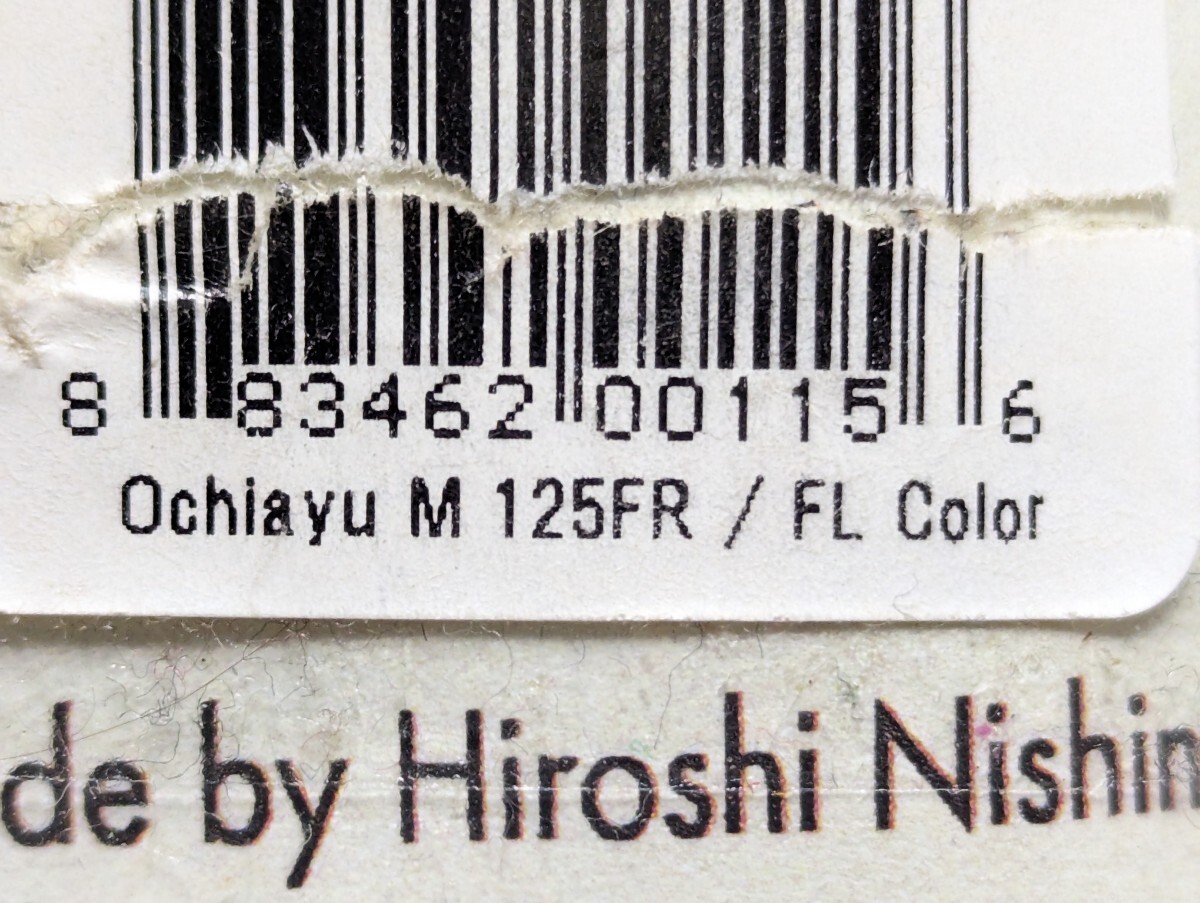 8 83462 00115 6
Ochiayu M 125FR / FL Color
de by Hiroshi Nishin